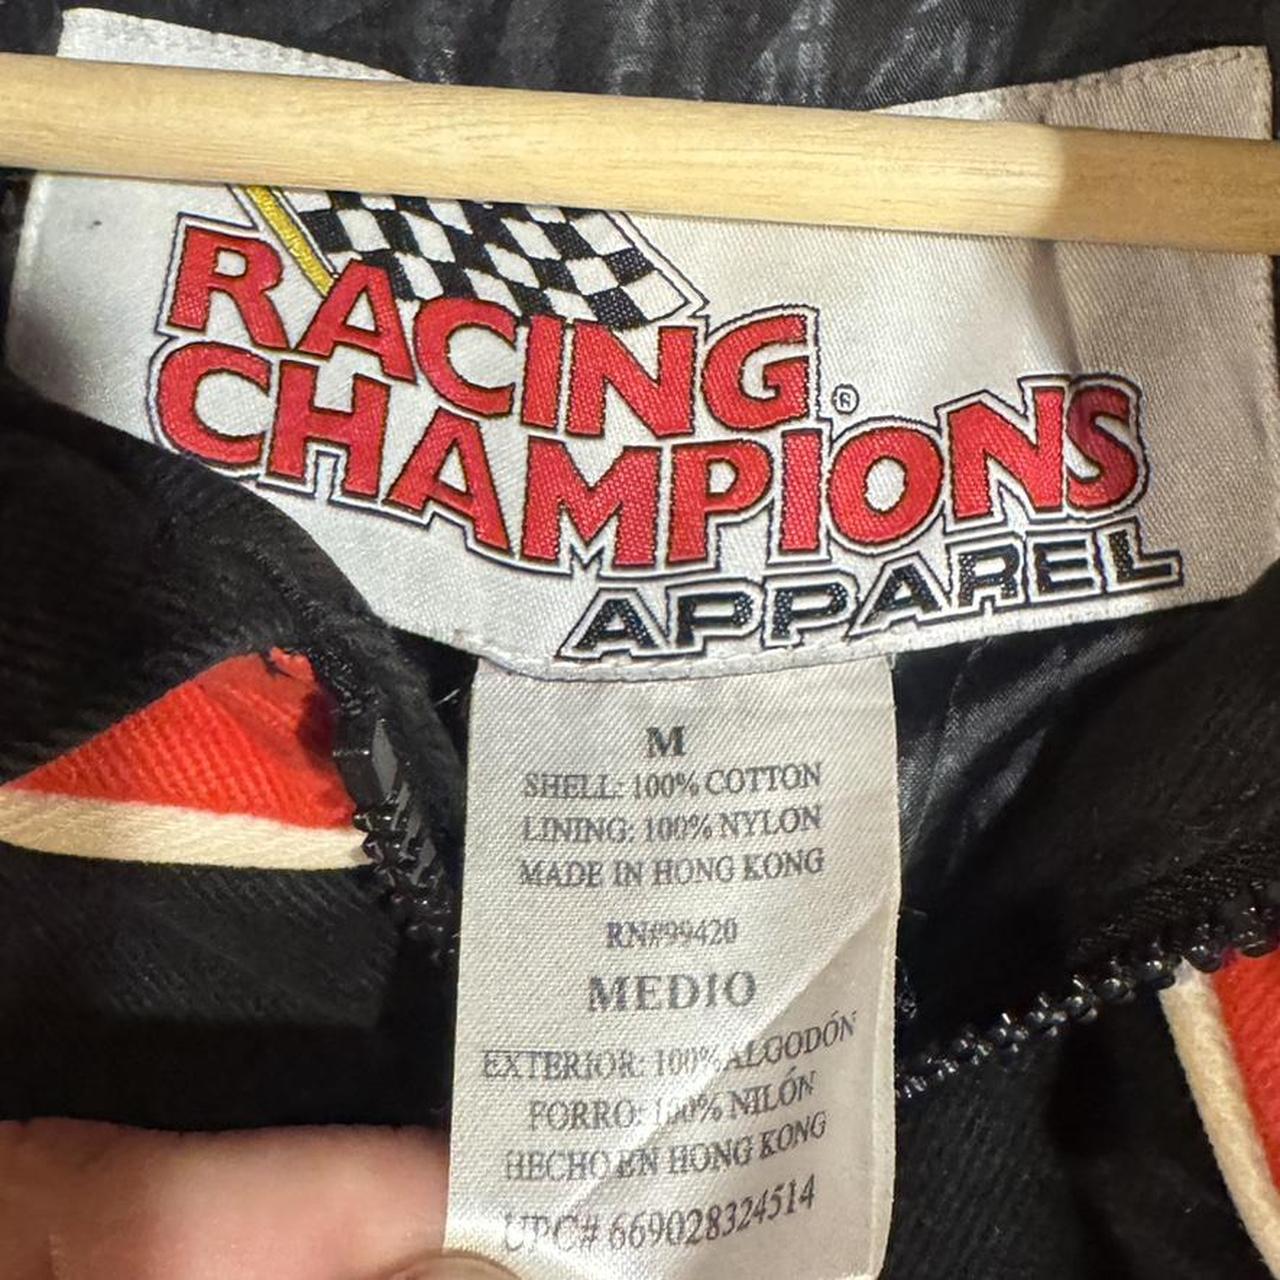 RACING
CHAMPIONS®
APPAREL
M
SHELL: 100% COTTON
LINING: 100% NYLON
MADE IN HONG KONG
RN#99420
MEDIO
EXTERIOR: 100% ALGODÓN
FORRO: 100% NILÓN
HECHO EN HONG KONG
UPC# 669028324514